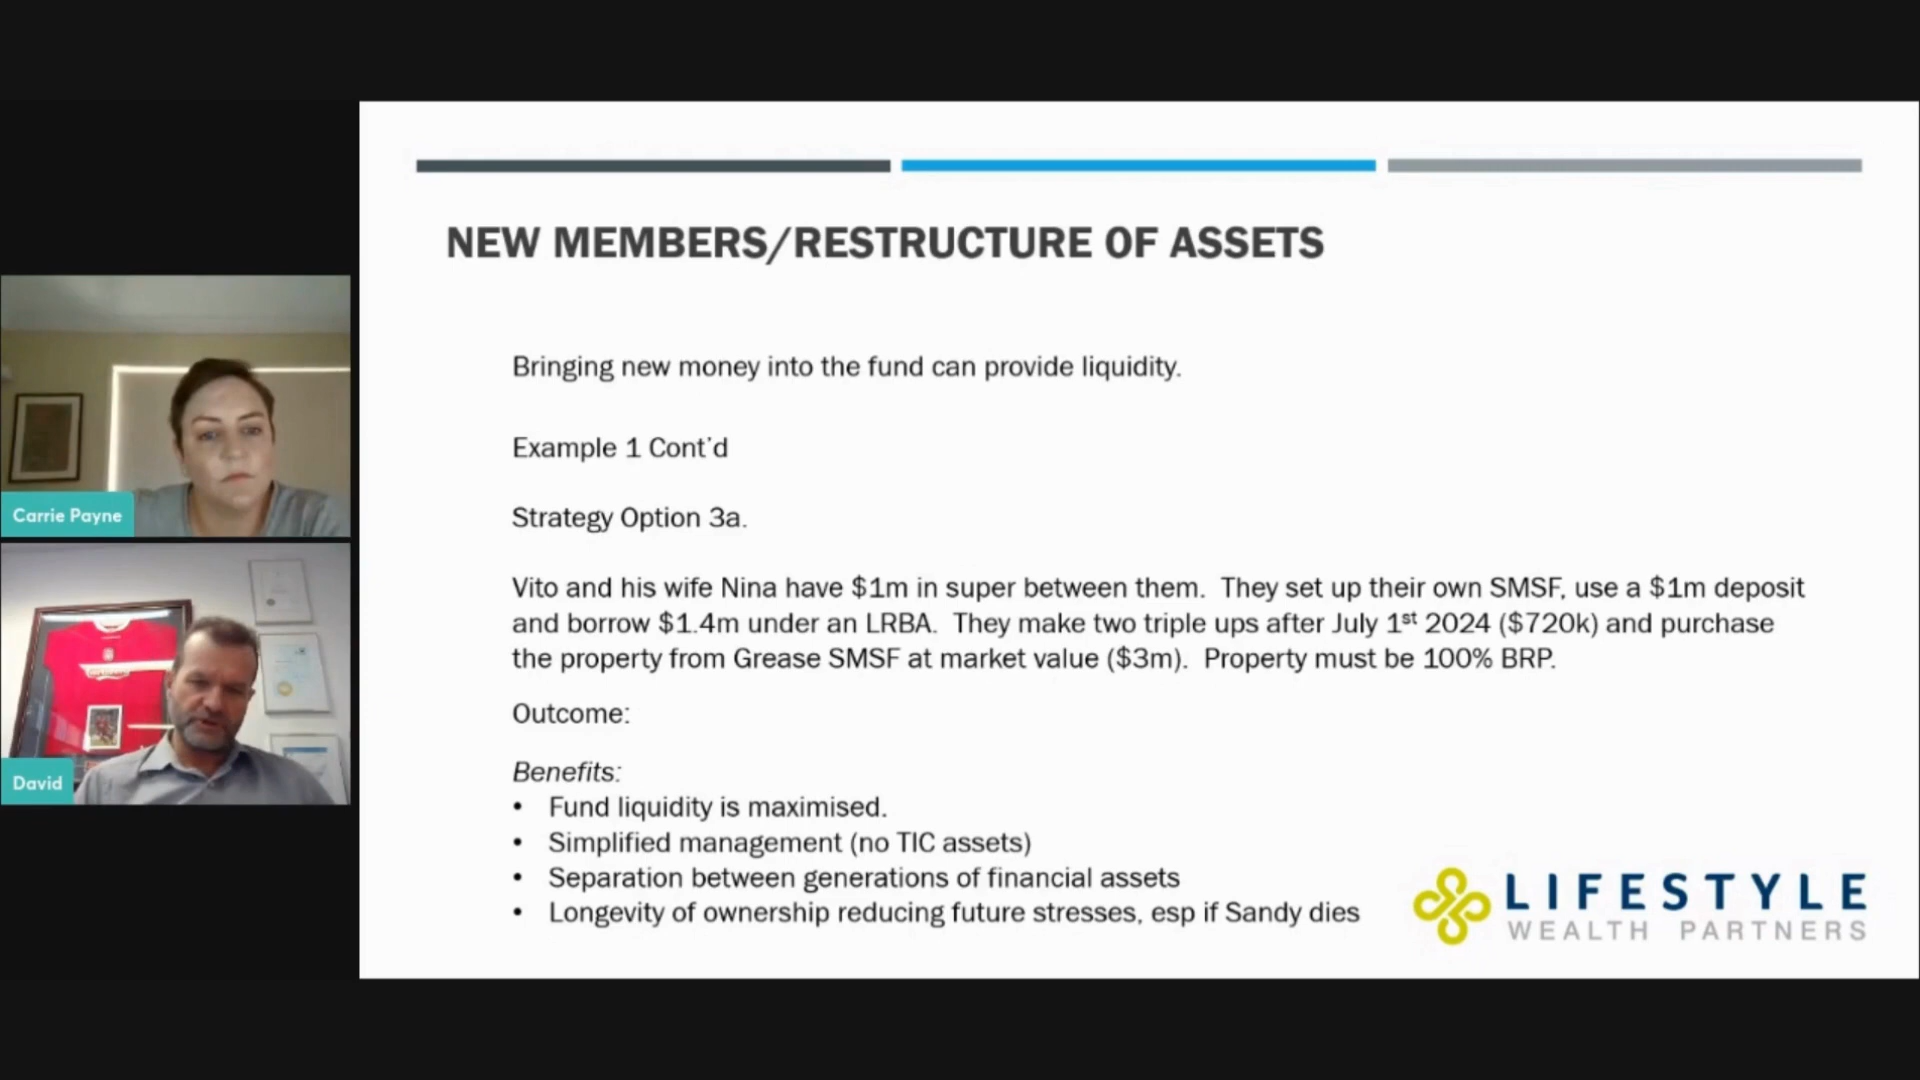 NEW MEMBERS/RESTRUCTURE OF ASSETS
Bringing new money into the fund can provide liquidity.
Example 1 Cont'd
Strategy Option 3a.
Vito and his wife Nina have $1m in super between them. They set up their own SMSF, use a $1m deposit
and borrow $1.4m under an LRBA. They make two triple ups after July 1st 2024 ($720k) and purchase
the property from Grease SMSF at market value ($3m). Property must be 100% BRP.
Outcome:
Benefits:
• Fund liquidity is maximised.
• Simplified management (no TIC assets)
• Separation between generations of financial assets
• Longevity of ownership reducing future stresses, esp if Sandy dies
LIFESTYLE
WEALTH PARTNERS
Carrie Payne
David